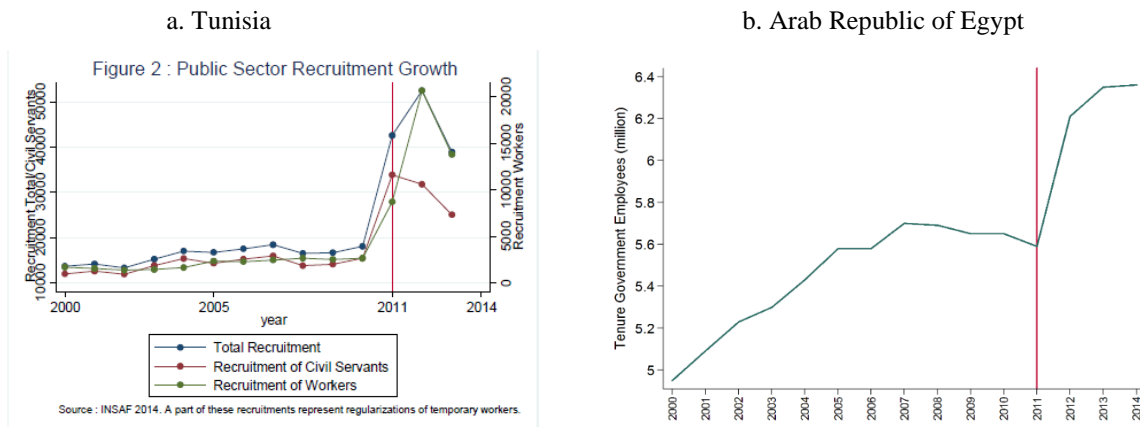 a. Tunisia
Figure 2 : Public Sector Recruitment Growth
Recruitment Total/Civil Servants
10000 20000 30000 40000 50000
Recruitment Workers
0 5000 10000 15000 20000
2000 2005 2011 2014
year
Total Recruitment
Recruitment of Civil Servants
Recruitment of Workers
Source : INSAF 2014. A part of these recruitments represent regularizations of temporary workers.
b. Arab Republic of Egypt
Tenure Government Employees (million)
6.4
6.2
6
5.8
5.6
5.4
5.2
5
2000 2001 2002 2003 2004 2005 2006 2007 2008 2009 2010 2011 2012 2013 2014